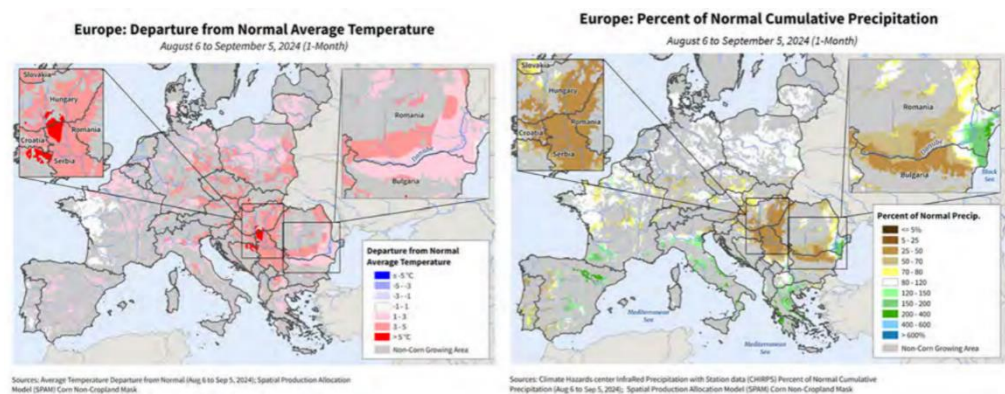 Europe: Departure from Normal Average Temperature
August 6 to September 5, 2024 (1-Month)
Slovakia
Hungary
Romania
Croatia
Serbia
Romania
Danube
Bulgaria
Departure from Normal
Average Temperature
≤ -5 °C
-5 - -3
-3 - -1
-1 - 1
1 - 3
3 - 5
> 5 °C
Non-Corn Growing Area
Sources: Average Temperature Departure from Normal (Aug 6 to Sep 5, 2024); Spatial Production Allocation
Model (SPAM) Corn Non-Cropland Mask
Europe: Percent of Normal Cumulative Precipitation
August 6 to September 5, 2024 (1-Month)
Slovakia
Hungary
Romania
Croatia
Serbia
Romania
Danube
Bulgaria
Black
Sea
Mediterranean
Sea
Mediterranean
Sea
Percent of Normal Precip.
<= 5%
5 - 25
25 - 50
50 - 70
70 - 80
80 - 120
120 - 150
150 - 200
200 - 400
400 - 600
> 600%
Non-Corn Growing Area
Sources: Climate Hazards center InfraRed Precipitation with Station data (CHIRPS) Percent of Normal Cumulative
Precipitation (Aug 6 to Sep 5, 2024); Spatial Production Allocation Model (SPAM) Corn Non-Cropland Mask